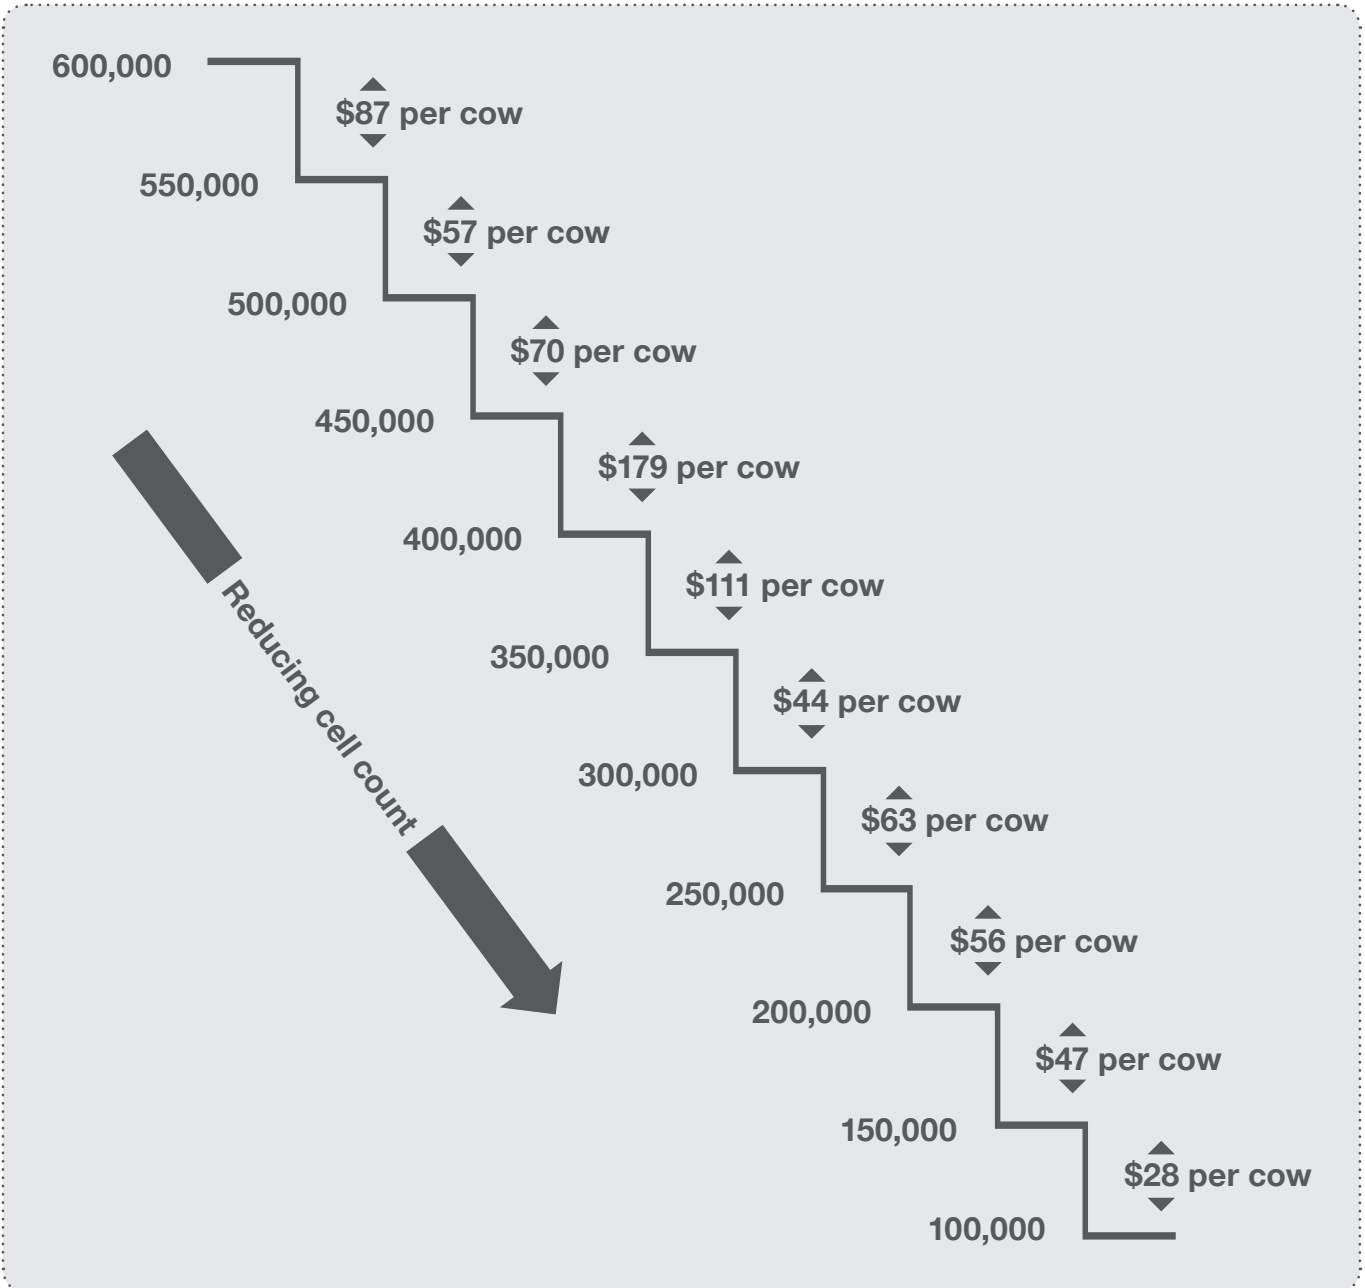 600,000
$87 per cow
550,000
$57 per cow
500,000
$70 per cow
450,000
$179 per cow
400,000
$111 per cow
350,000
$44 per cow
300,000
$63 per cow
250,000
$56 per cow
200,000
$47 per cow
150,000
$28 per cow
100,000
Reducing cell count